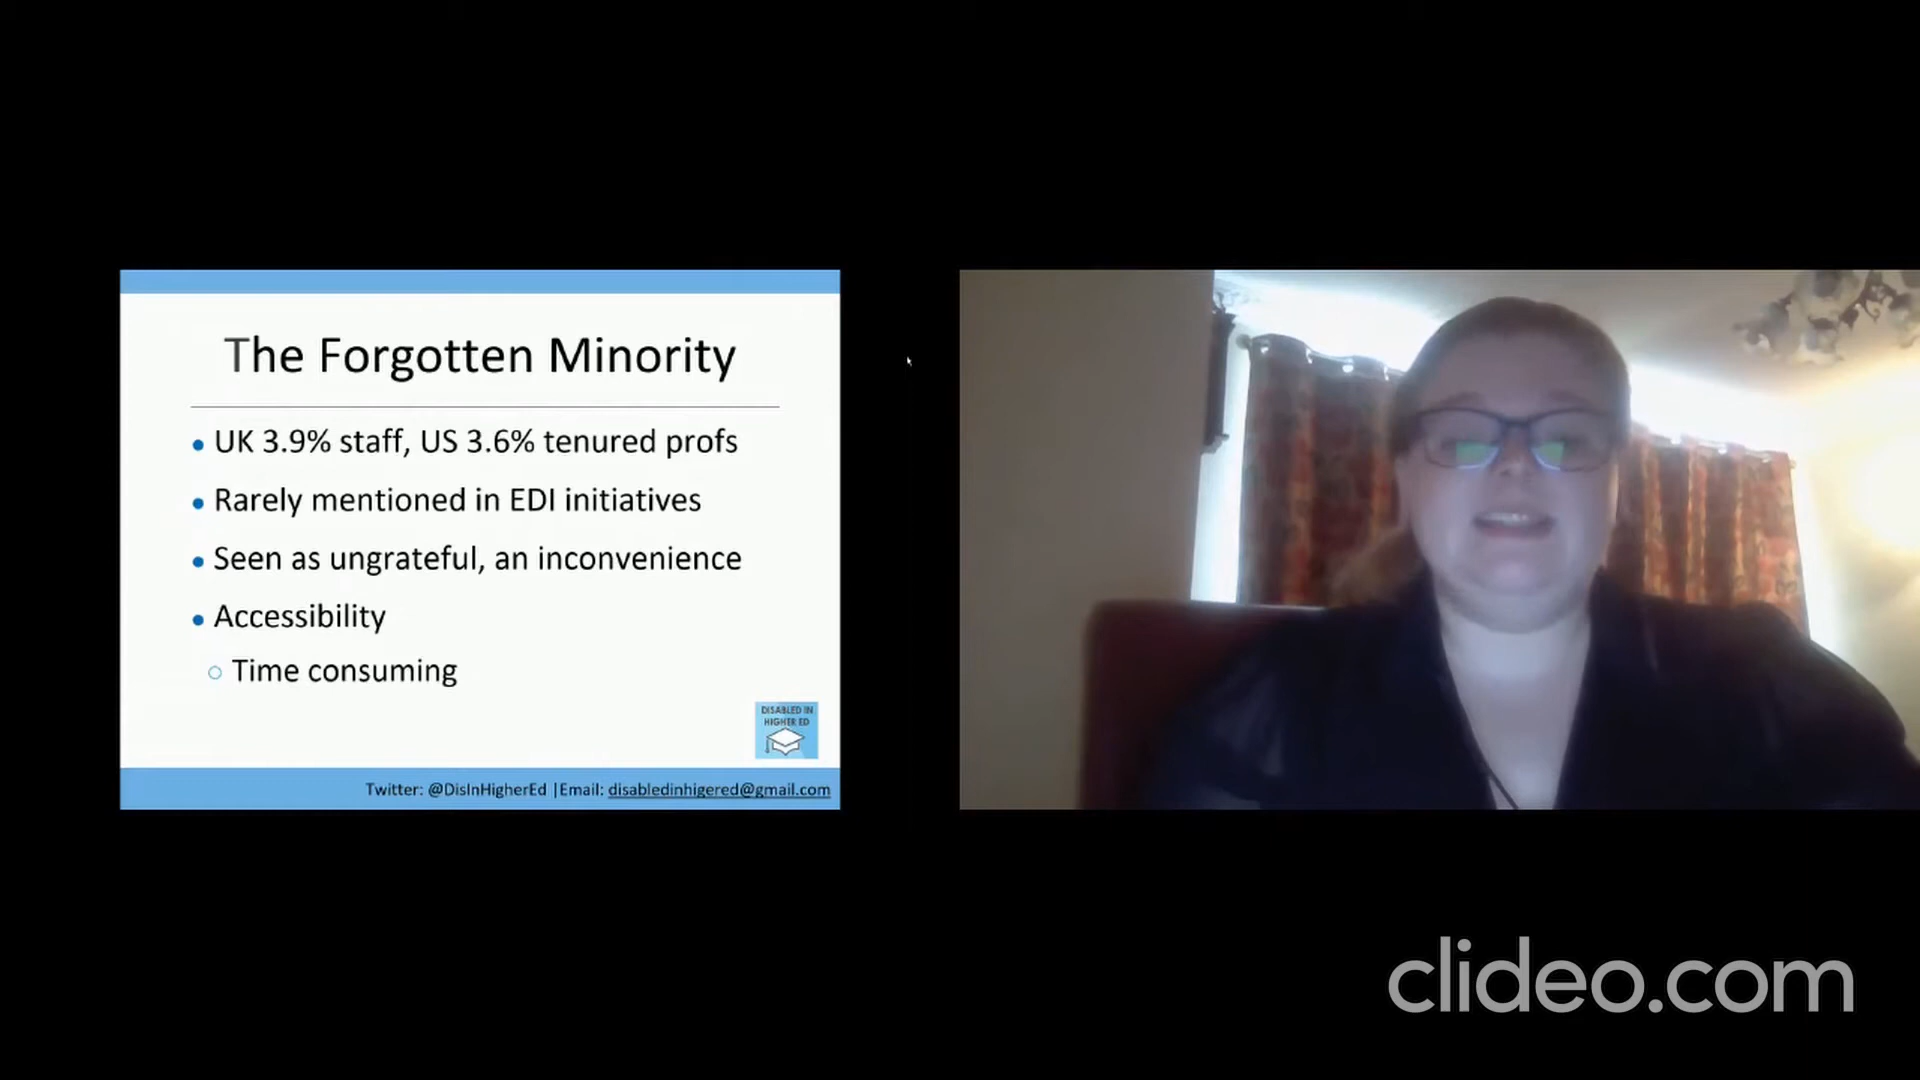 The Forgotten Minority
UK 3.9% staff, US 3.6% tenured profs
Rarely mentioned in EDI initiatives
Seen as ungrateful, an inconvenience
Accessibility
Time consuming
DISABLED IN
HIGHER ED
Twitter: @DisInHigherEd |Email: disabledinhigered@gmail.com
clideo.com